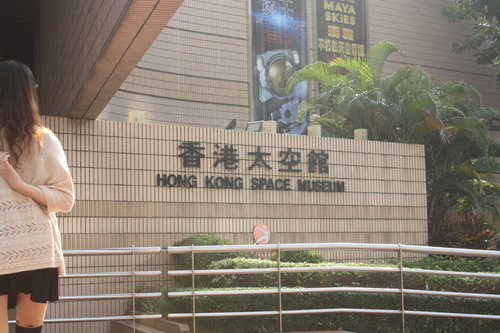 MAYA
SKIES
香港太空館
HONG KONG SPACE MUSEUM